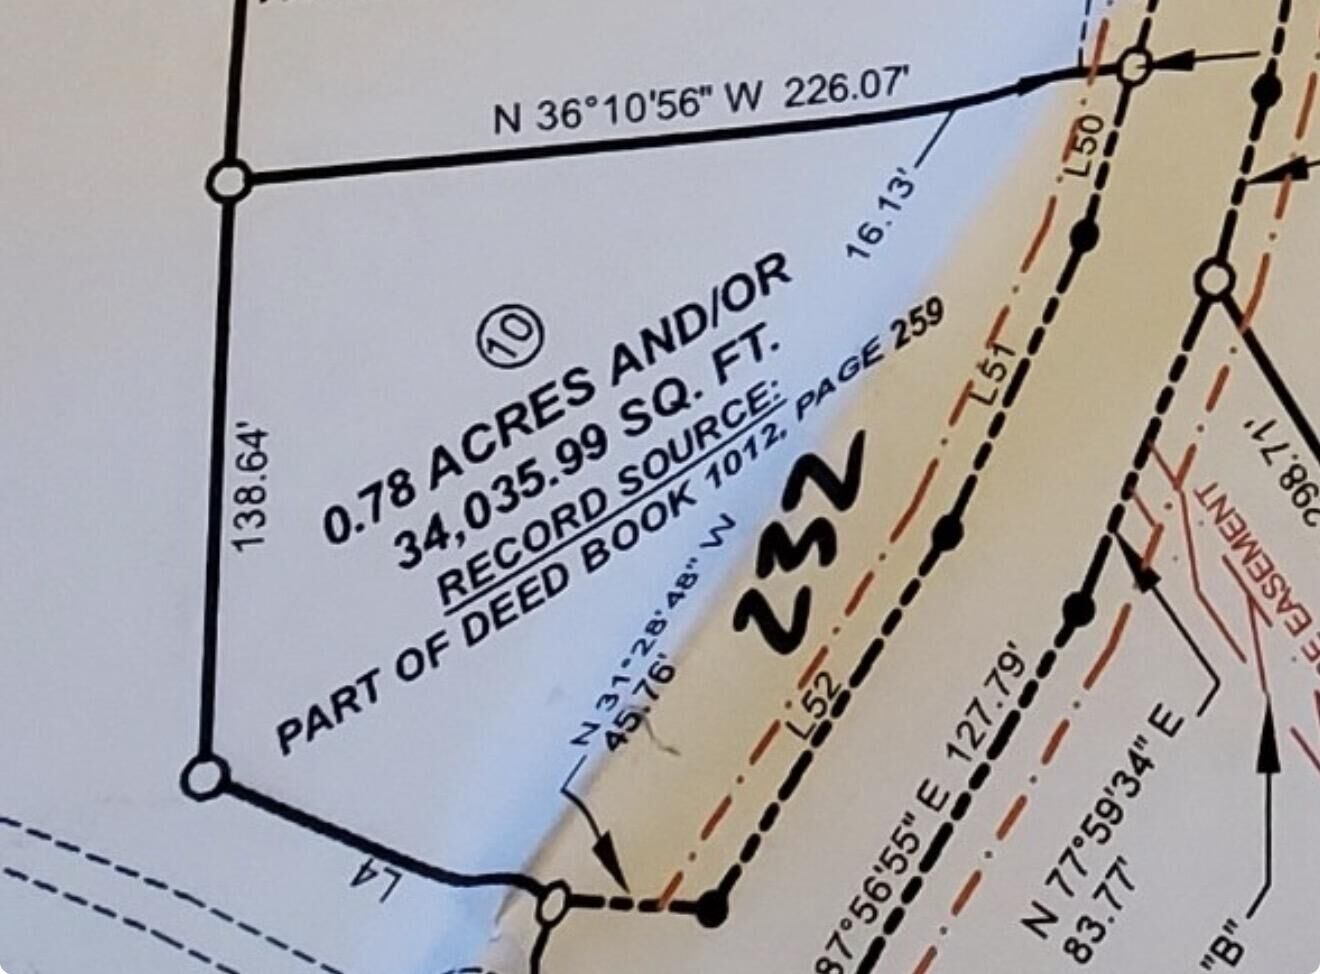 N 36°10'56" W 226.07'
L50
16.13'
10
0.78 ACRES AND/OR
34,035.99 SQ. FT.
RECORD SOURCE:
PART OF DEED BOOK 1012, PAGE 259
138.64'
L51
232
298.71'
EASEMENT
N 31°28'48" W
45.76'
L52
87°56'55" E 127.79'
N 77°59'34" E
83.77'
L4
"B"